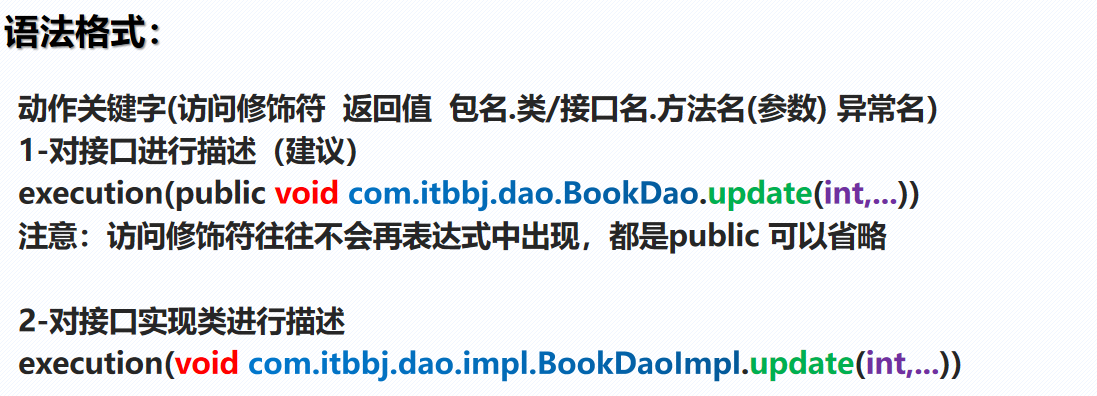 语法格式：
动作关键字(访问修饰符 返回值 包名.类/接口名.方法名(参数) 异常名)
1-对接口进行描述（建议）
execution(public void com.itbbj.dao.BookDao.update(int,...))
注意：访问修饰符往往不会再表达式中出现，都是public 可以省略
2-对接口实现类进行描述
execution(void com.itbbj.dao.impl.BookDaoImpl.update(int,...))